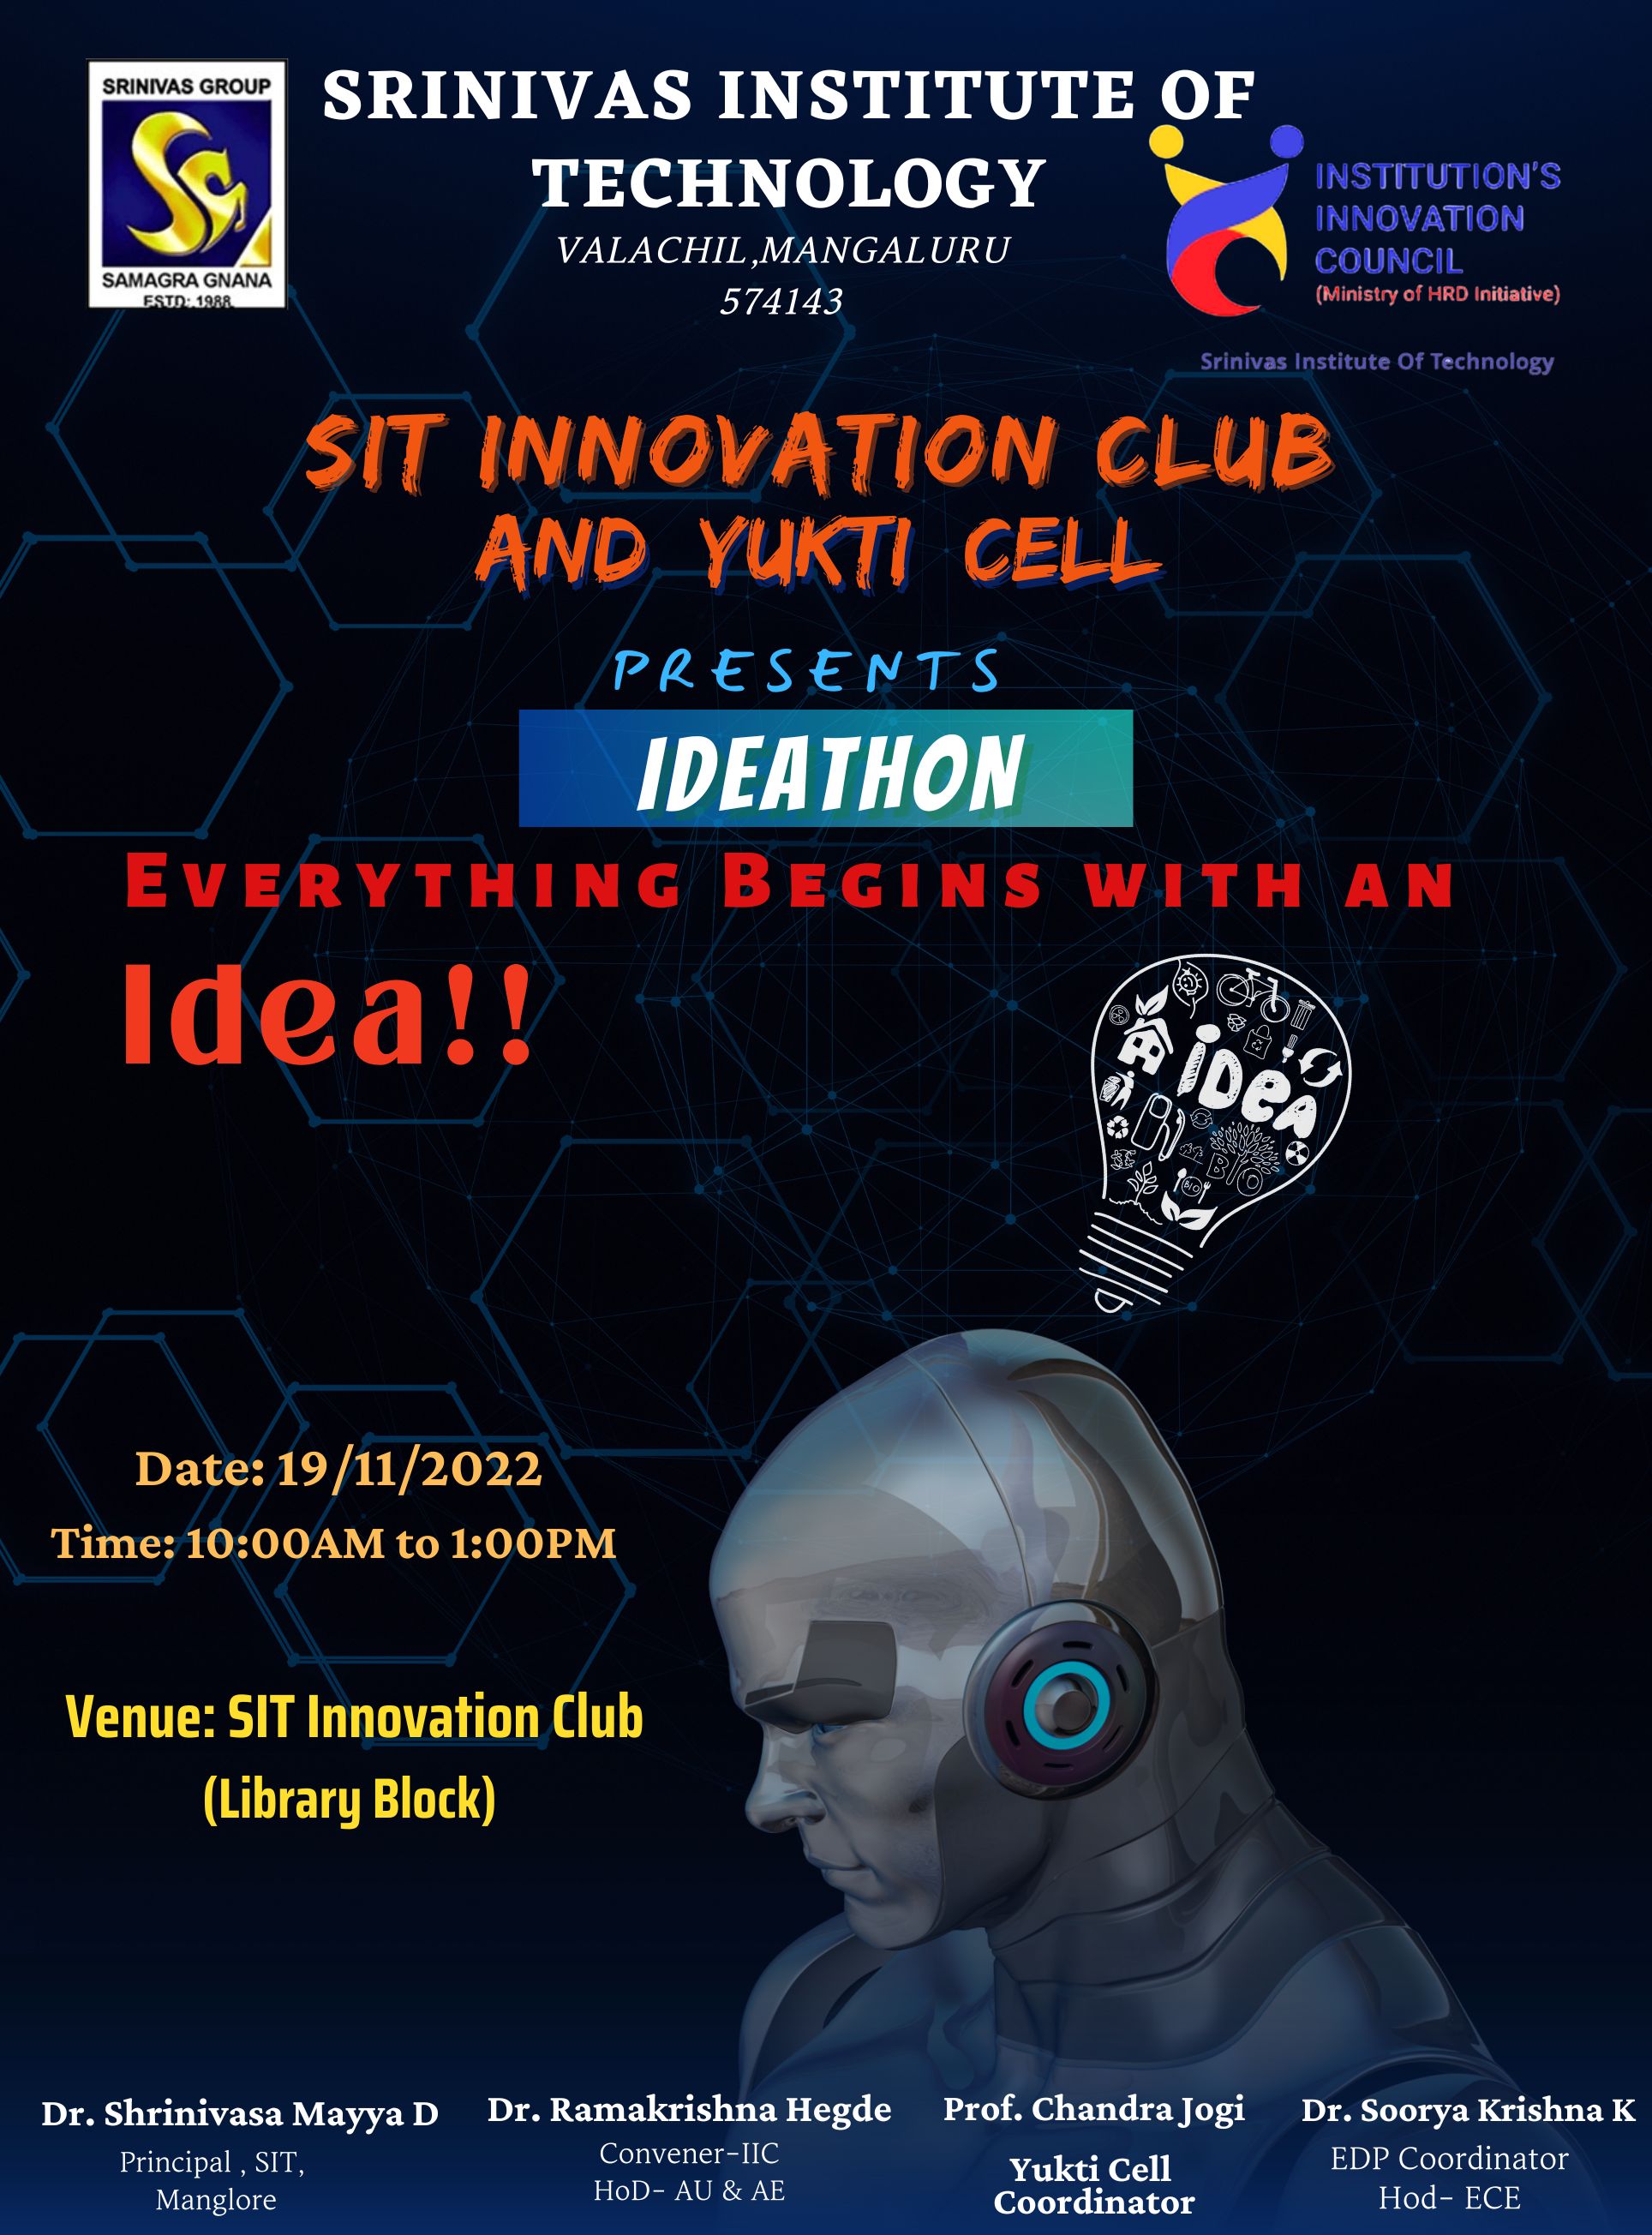 SRINIVAS GROUP
SAMAGRA GNANA
ESTD: 1988
SRINIVAS INSTITUTE OF
TECHNOLOGY
VALACHIL,MANGALURU
574143
INSTITUTION'S
INNOVATION
COUNCIL
(Ministry of HRD Initiative)
Srinivas Institute Of Technology
SIT INNOVATION CLUB
AND YUKTI CELL
PRESENTS
IDEATHON
EVERYTHING BEGINS WITH AN
Idea!!
iDeA
BIO
BIO
Date: 19/11/2022
Time: 10:00AM to 1:00PM
Venue: SIT Innovation Club
(Library Block)
Dr. Shrinivasa Mayya D
Principal , SIT,
Manglore
Dr. Ramakrishna Hegde
Convener-IIC
HoD- AU & AE
Prof. Chandra Jogi
Yukti Cell
Coordinator
Dr. Soorya Krishna K
EDP Coordinator
Hod- ECE